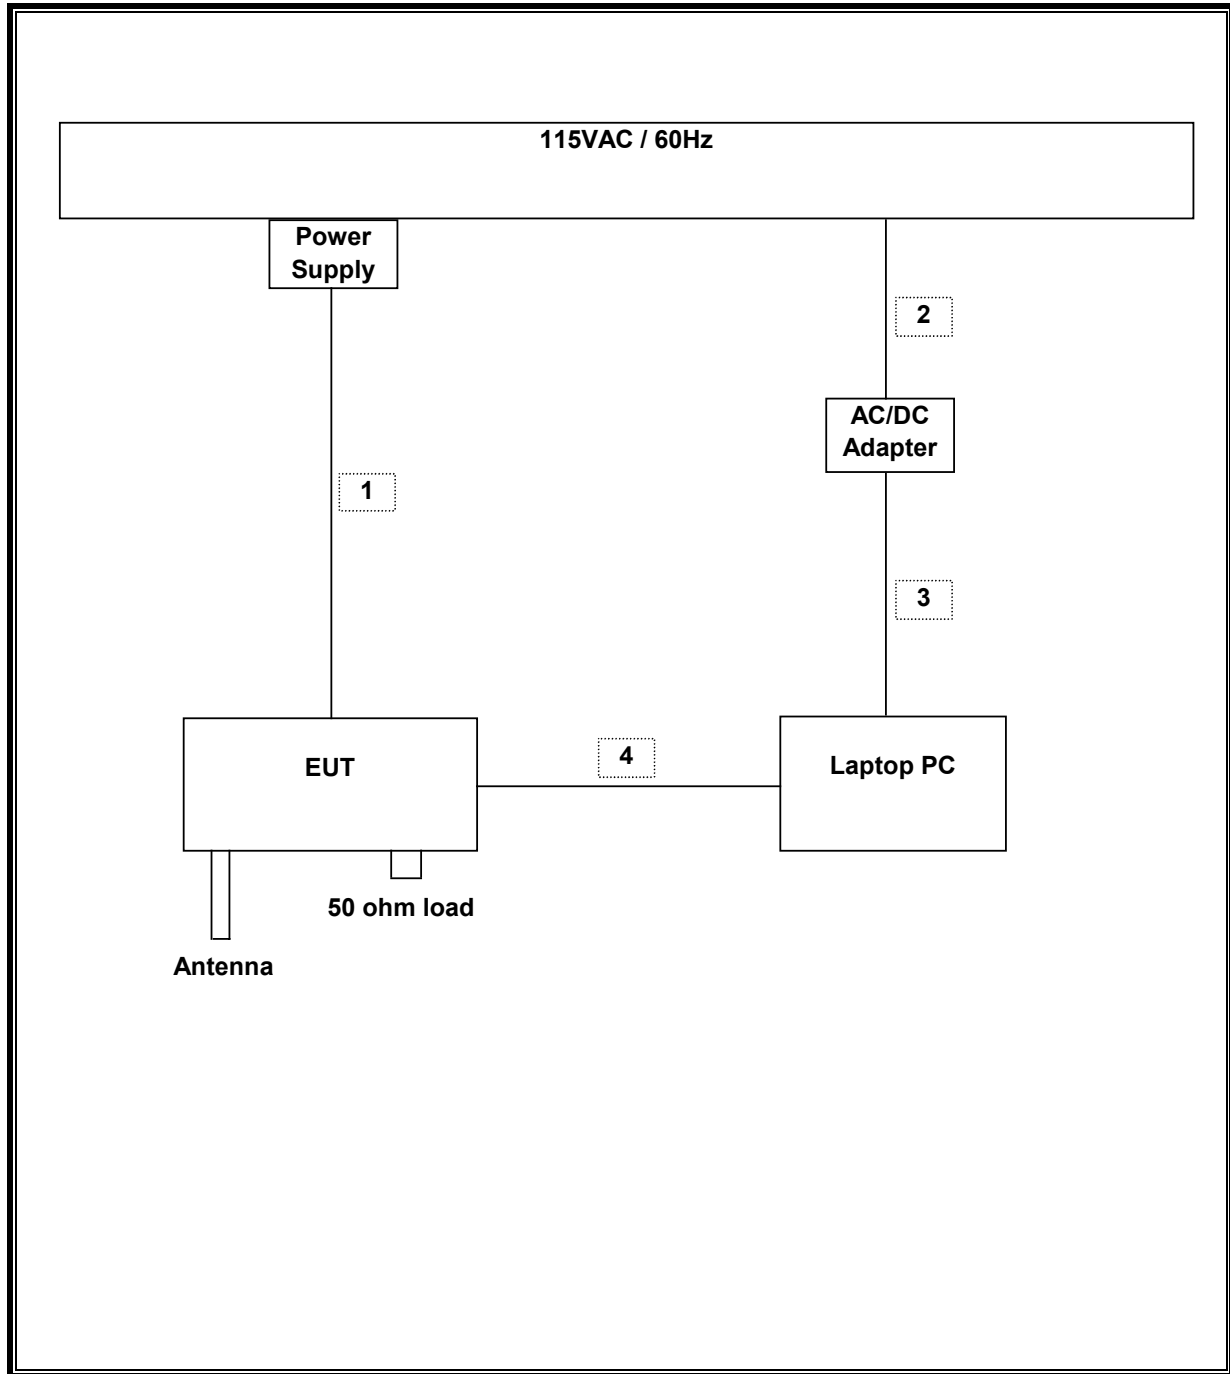 115VAC / 60Hz
Power
Supply
2
AC/DC
Adapter
1
3
EUT
4
Laptop PC
50 ohm load
Antenna